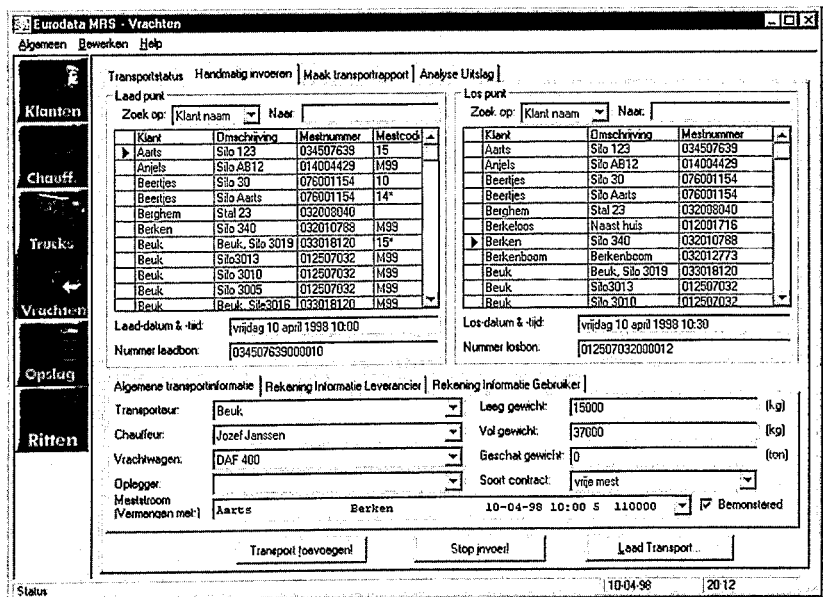 Eurodata MRS - Vrachten
Algemeen Bewerken Help
Klanten
Chauff.
Trucks
Vrachten
Opslag
Ritten
Transportstatus Handmatig invoeren Maak transportrapport Analyse Uitslag
Laad punt
Zoek op: Klant naam Naar:
Klant Omschrijving Mestnummer Mestcod
Aarts Silo 123 034507639 15
Anjels Silo AB12 014004429 M99
Beertjes Silo 30 076001154 10
Beertjes Silo Aarts 076001154 14*
Berghem Stal 23 032008040
Berken Silo 340 032010788 M99
Beuk Beuk, Silo 3019 033018120 15*
Beuk Silo3013 012507032 M99
Beuk Silo 3010 012507032 M99
Beuk Silo 3005 012507032 M99
Beuk Beuk, Silo3016 033018120 M99
Laad-datum & -tijd: vrijdag 10 april 1998 10:00
Nummer laadbon: 034507639000010
Los punt
Zoek op: Klant naam Naar:
Klant Omschrijving Mestnummer
Aarts Silo 123 034507639
Anjels Silo AB12 014004429
Beertjes Silo 30 076001154
Beertjes Silo Aarts 076001154
Berghem Stal 23 032008040
Berkeloos Naast huis 012001716
Berken Silo 340 032010788
Berkenboom Berkenboom 032012773
Beuk Beuk, Silo 3019 033018120
Beuk Silo3013 012507032
Beuk Silo 3010 012507032
Los-datum & -tijd: vrijdag 10 april 1998 10:30
Nummer losbon: 012507032000012
Algemene transportinformatie Rekening Informatie Leverancier Rekening Informatie Gebruiker
Transporteur: Beuk
Chauffeur: Jozef Janssen
Vrachtwagen: DAF 400
Oplegger:
Leeg gewicht: 15000 (kg)
Vol gewicht: 37000 (kg)
Geschat gewicht: 0 (ton)
Soort contract: vrije mest
Meststroom
(Vermengen met:) Aarts Berken 10-04-98 10:00 S 110000 Bemonstered
Transport toevoegen! Stop invoer! Laad Transport...
Status 10-04-98 20:12